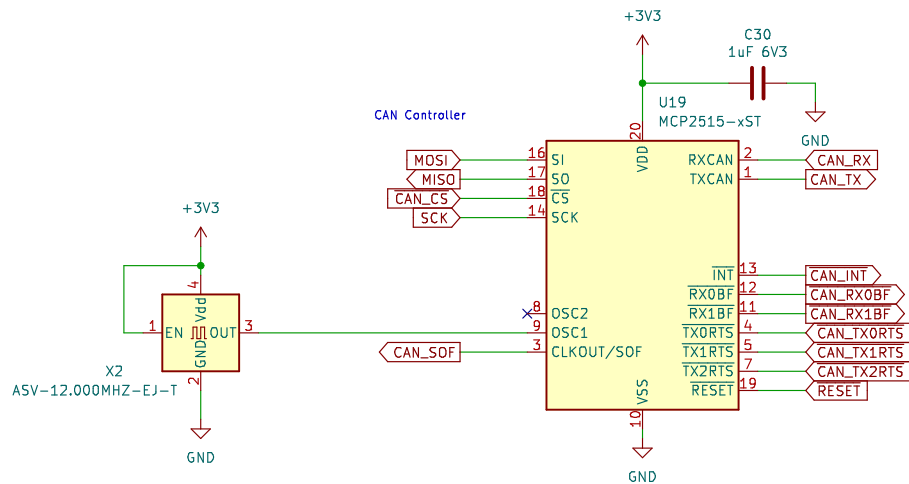 +3V3
C30
1uF 6V3
GND
CAN Controller
U19
MCP2515-xST
20
VDD
MOSI
16
SI
RXCAN
2
CAN_RX
MISO
17
SO
TXCAN
1
CAN_TX
CAN_CS
18
CS
SCK
14
SCK
+3V3
INT
13
CAN_INT
4
Vdd
RX0BF
12
CAN_RX0BF
8
OSC2
RX1BF
11
CAN_RX1BF
1
EN
OUT
3
9
OSC1
TX0RTS
4
CAN_TX0RTS
GND
CAN_SOF
3
CLKOUT/SOF
TX1RTS
5
CAN_TX1RTS
X2
2
TX2RTS
7
CAN_TX2RTS
ASV-12.000MHZ-EJ-T
VSS
RESET
19
RESET
10
GND
GND